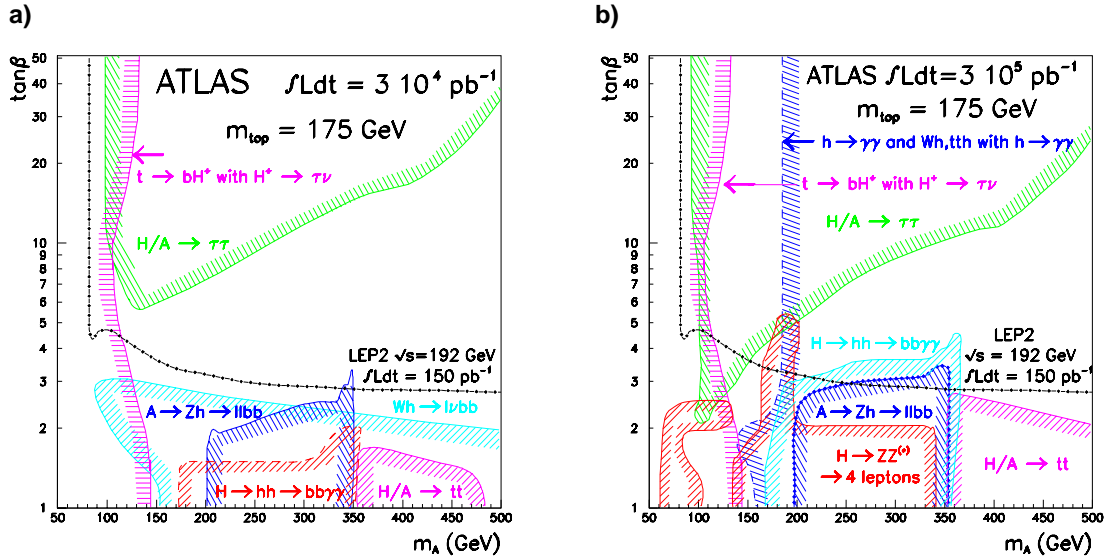 a)
b)
tanβ
50
40
30
20
10
9
8
7
6
5
4
3
2
1
ATLAS ∫Ldt = 3 10⁴ pb⁻¹
m_top = 175 GeV
t → bH⁺ with H⁺ → τν
H/A → ττ
LEP2 √s=192 GeV
∫Ldt = 150 pb⁻¹
A → Zh → llbb
Wh → lνbb
H → hh → bbγγ
H/A → tt
50 100 150 200 250 300 350 400 450 500
m_A (GeV)
tanβ
50
40
30
20
10
9
8
7
6
5
4
3
2
1
ATLAS ∫Ldt=3 10⁵ pb⁻¹
m_top = 175 GeV
h→γγ and Wh,tth with h→γγ
t → bH⁺ with H⁺ → τν
H/A → ττ
H → hh → bbγγ
LEP2
√s = 192 GeV
∫Ldt = 150 pb⁻¹
A → Zh → llbb
H → ZZ⁽*⁾
→ 4 leptons
H/A → tt
50 100 150 200 250 300 350 400 450 500
m_A (GeV)